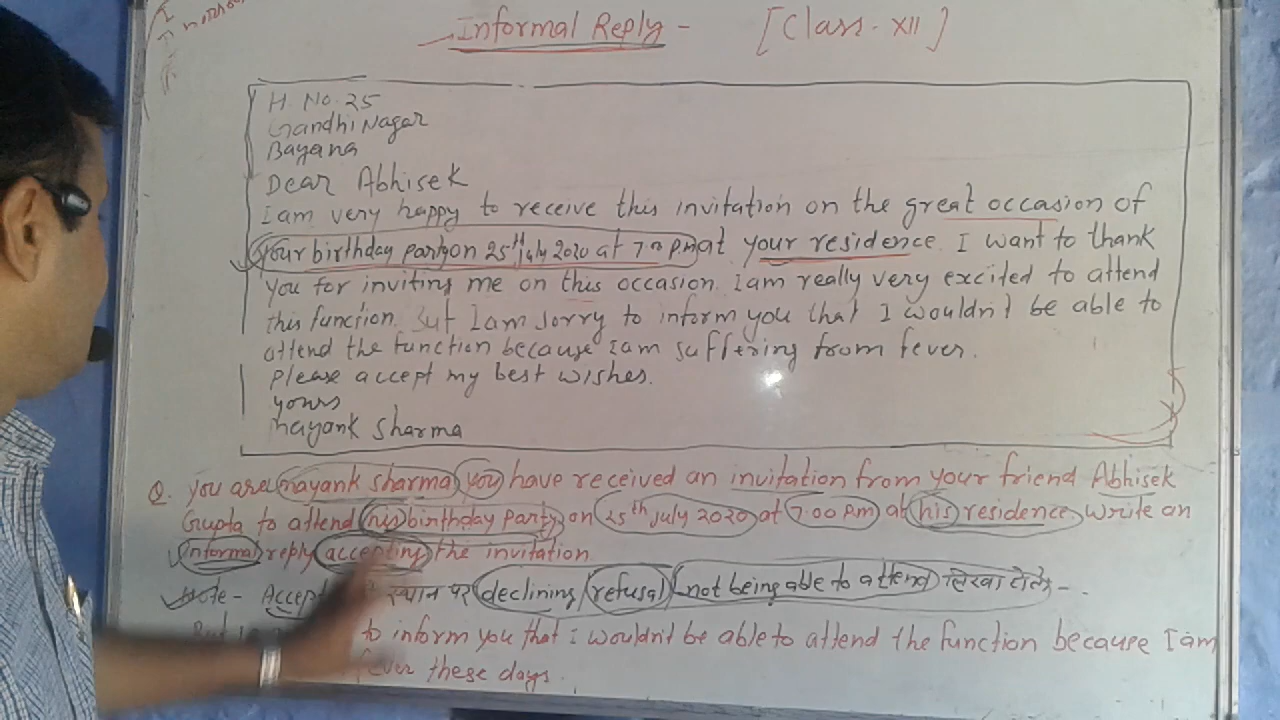 Informal Reply - [Class - XII]
H. No. 25
Gandhi Nagar
Bayana
Dear Abhisek
I am very happy to receive this invitation on the great occasion of
your birthday party on 25th july 2020 at 7:00 p.m at your residence. I want to thank
you for inviting me on this occasion. I am really very excited to attend
this function. But I am sorry to inform you that I wouldn't be able to
attend the function because I am suffering from fever.
please accept my best wishes.
yours
mayank sharma
Q. you are mayank sharma you have received an invitation from your friend Abhisek
Gupta to attend his birthday party on 25th july 2020 at 7.00 pm at his residence. Write an
informal reply accepting the invitation
Note - Accept स्थान पर declining / refusal / not being able to attend लिखा हो तो - -
But to inform you that I wouldn't be able to attend the function because I am
fever these days.